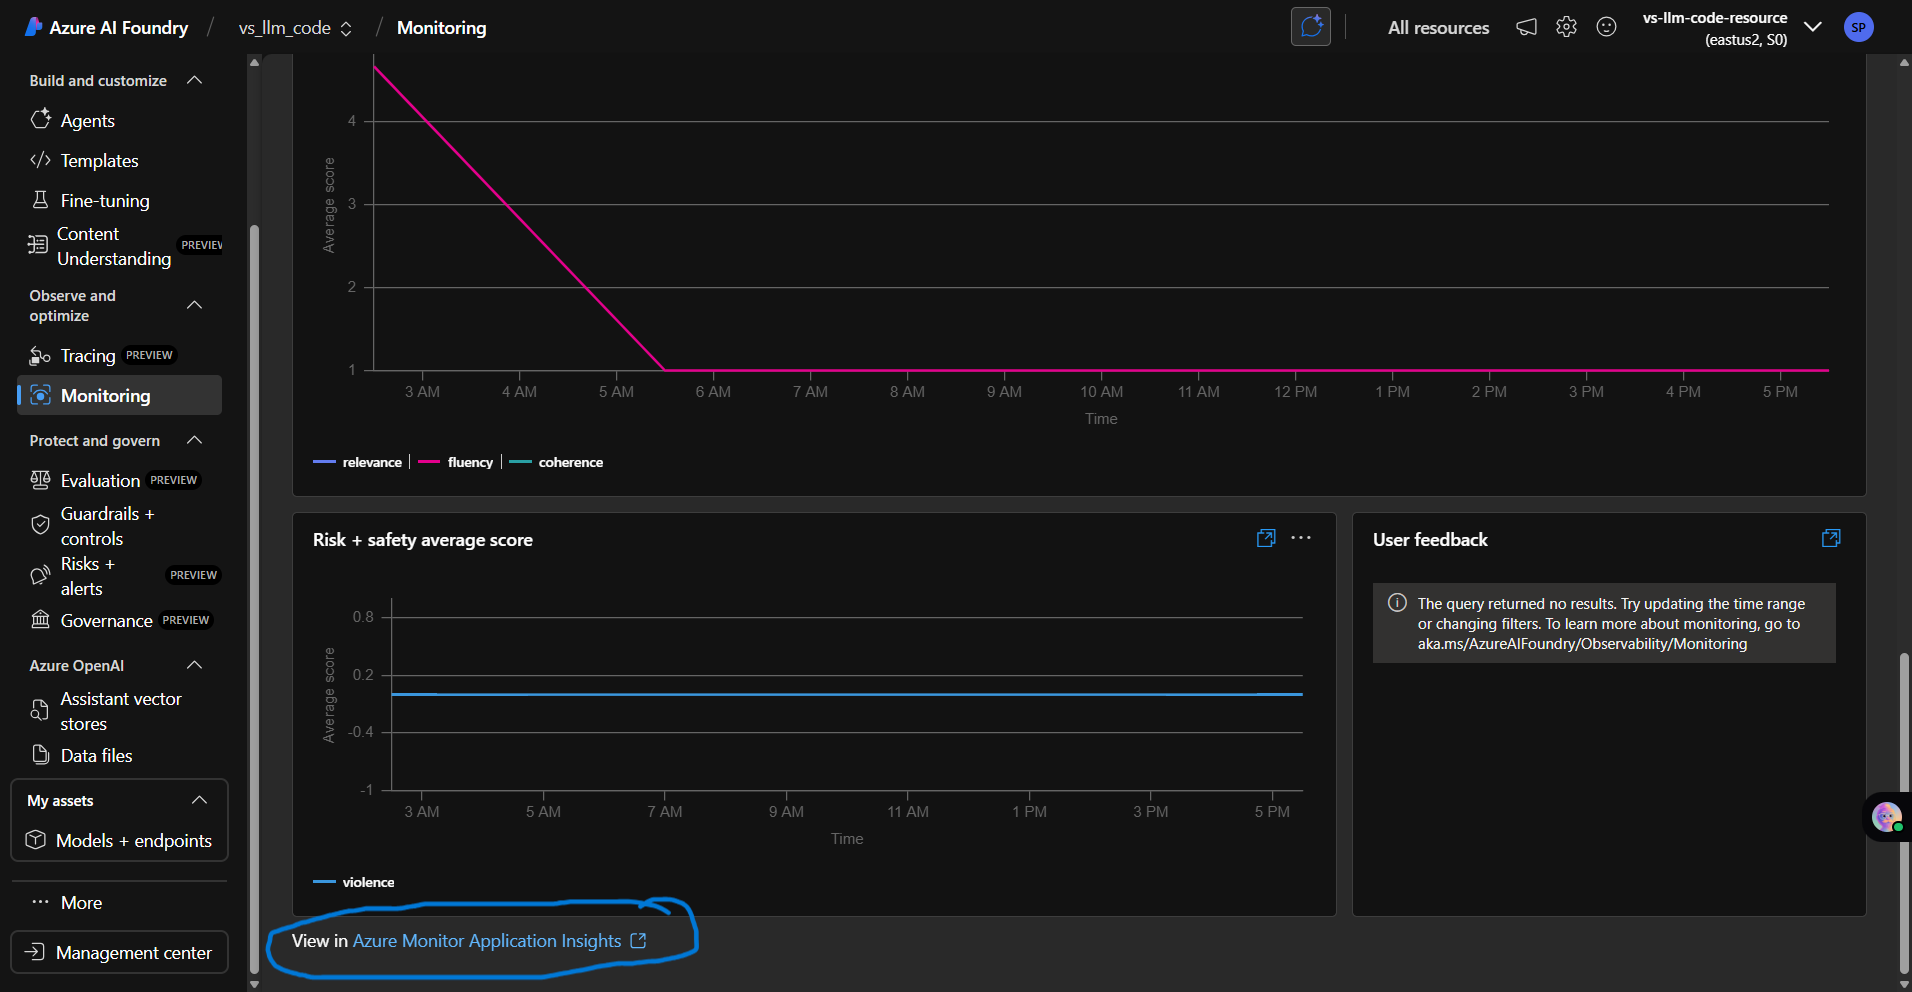 Azure AI Foundry / vs_llm_code / Monitoring
All resources
vs-llm-code-resource
(eastus2, S0)
SP
Build and customize
Agents
Templates
Fine-tuning
Content
Understanding
PREVIEW
Observe and
optimize
Tracing PREVIEW
Monitoring
Protect and govern
Evaluation PREVIEW
Guardrails +
controls
Risks +
alerts
PREVIEW
Governance PREVIEW
Azure OpenAI
Assistant vector
stores
Data files
My assets
Models + endpoints
More
Management center
Average score
4
3
2
1
3 AM 4 AM 5 AM 6 AM 7 AM 8 AM 9 AM 10 AM 11 AM 12 PM 1 PM 2 PM 3 PM 4 PM 5 PM
Time
relevance fluency coherence
Risk + safety average score
Average score
0.8
0.2
-0.4
-1
3 AM 5 AM 7 AM 9 AM 11 AM 1 PM 3 PM 5 PM
Time
violence
User feedback
The query returned no results. Try updating the time range
or changing filters. To learn more about monitoring, go to
aka.ms/AzureAIFoundry/Observability/Monitoring
View in Azure Monitor Application Insights